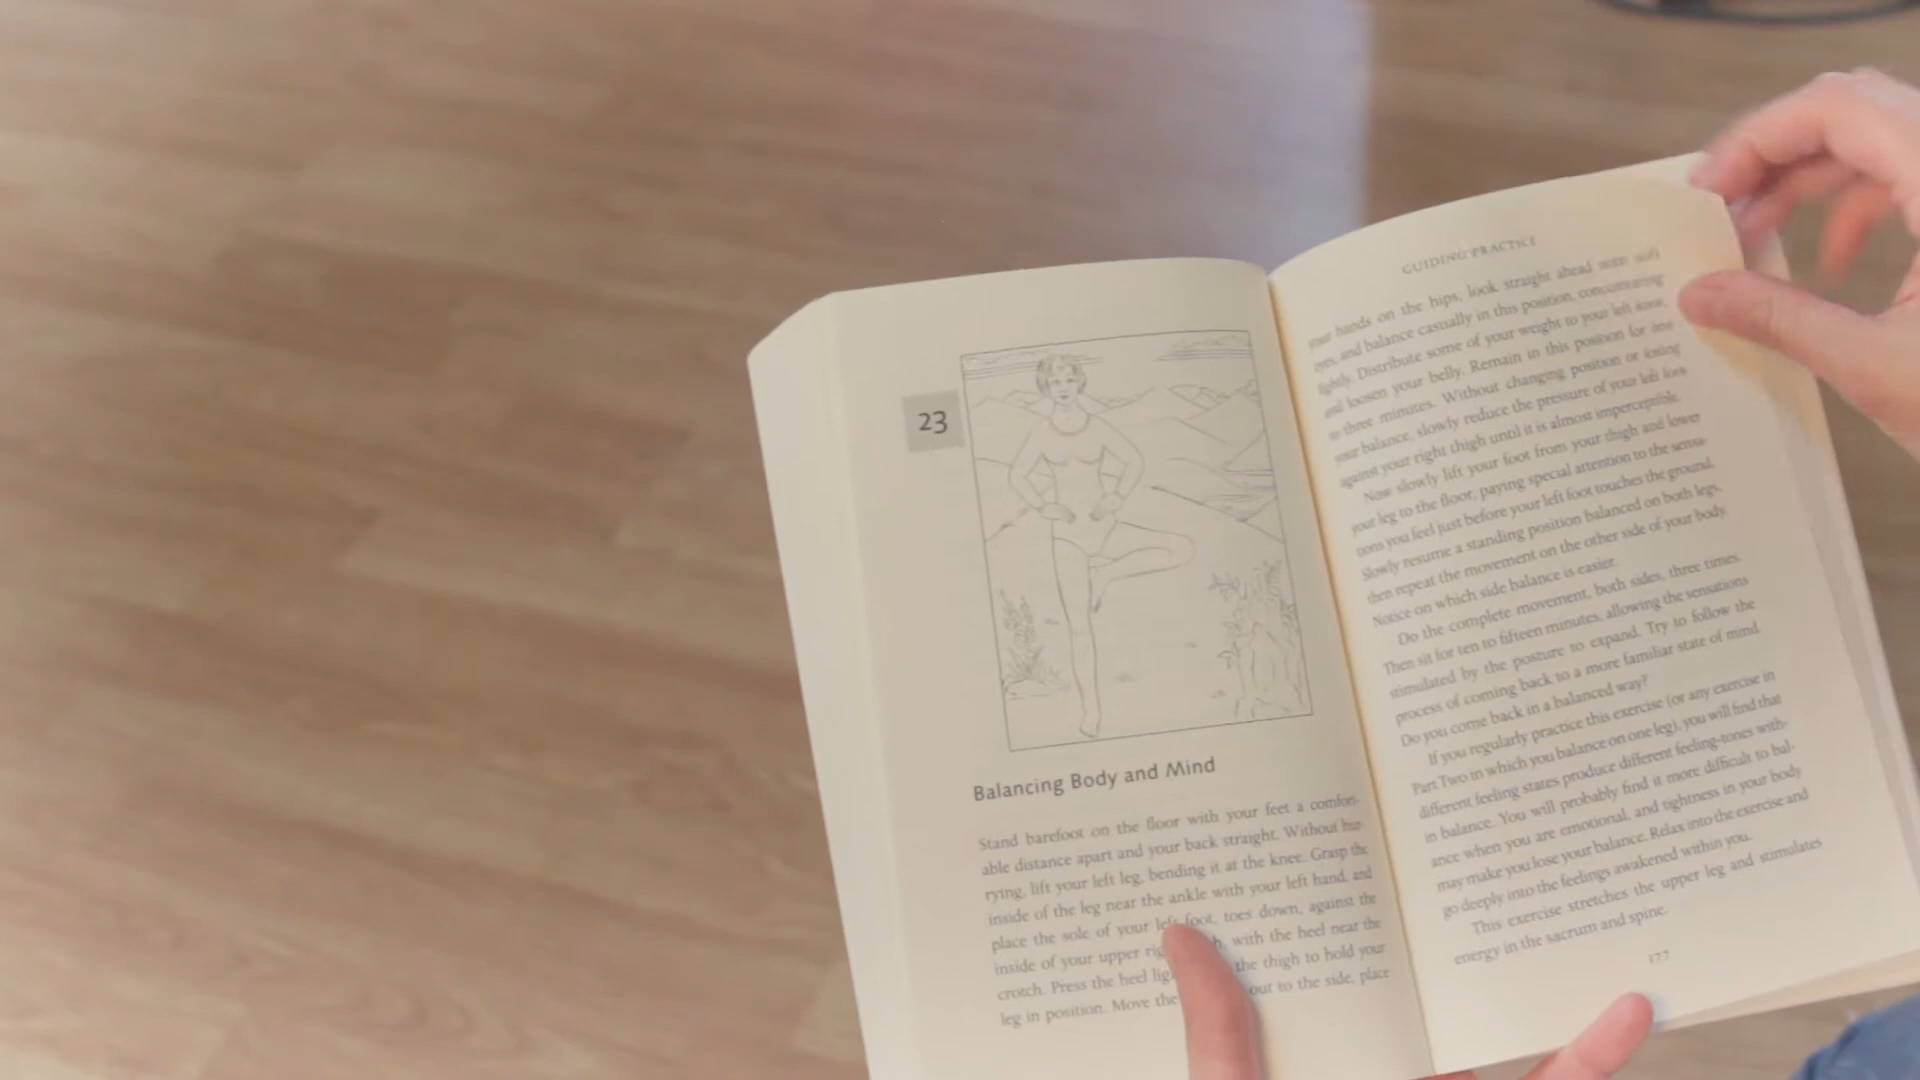 23
Balancing Body and Mind
Stand barefoot on the floor with your feet a comfor-
able distance apart and your back straight. Without hur-
rying, lift your left leg, bending it at the knee. Grasp the
inside of the leg near the ankle with your left hand, and
place the sole of your left foot, toes down, against the
inside of your upper with the heel near the
crotch. Press the heel the thigh to hold your
leg in position. Move the out to the side, place
GUIDING PRACTICE
your hands on the hips, look straight ahead with soft
eyes, and balance casually in this position, concentrating
lightly. Distribute some of your weight to your left knee,
and loosen your belly. Remain in this position for one
to three minutes. Without changing position or losing
your balance, slowly reduce the pressure of your left foot
against your right thigh until it is almost imperceptible.
Now slowly lift your foot from your thigh and lower
your leg to the floor, paying special attention to the sensa-
tions you feel just before your left foot touches the ground.
Slowly resume a standing position balanced on both legs,
then repeat the movement on the other side of your body.
Notice on which side balance is easier.
Do the complete movement, both sides, three times.
Then sit for ten to fifteen minutes, allowing the sensations
stimulated by the posture to expand. Try to follow the
process of coming back to a more familiar state of mind.
Do you come back in a balanced way?
If you regularly practice this exercise (or any exercise in
Part Two in which you balance on one leg), you will find that
different feeling states produce different feeling-tones with-
in balance. You will probably find it more difficult to bal-
ance when you are emotional, and tightness in your body
may make you lose your balance. Relax into the exercise and
go deeply into the feelings awakened within you.
This exercise stretches the upper leg and stimulates
energy in the sacrum and spine.
177